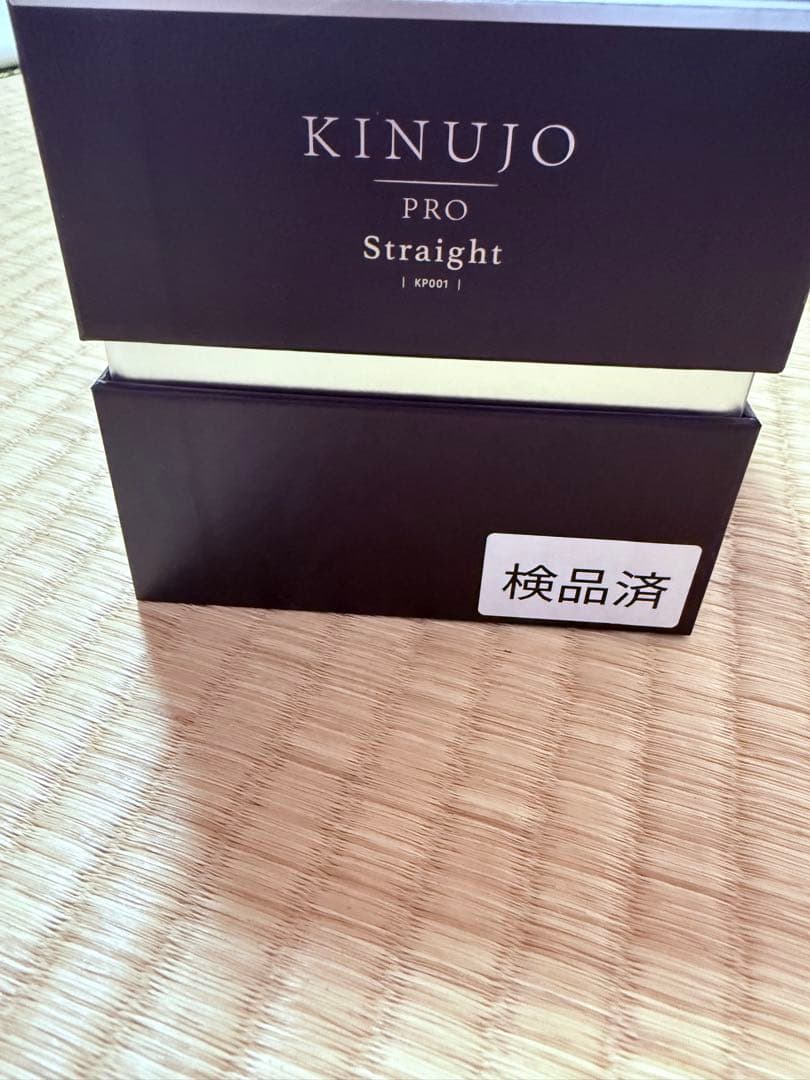 KINUJO
PRO
Straight
| KP001 |
検品済